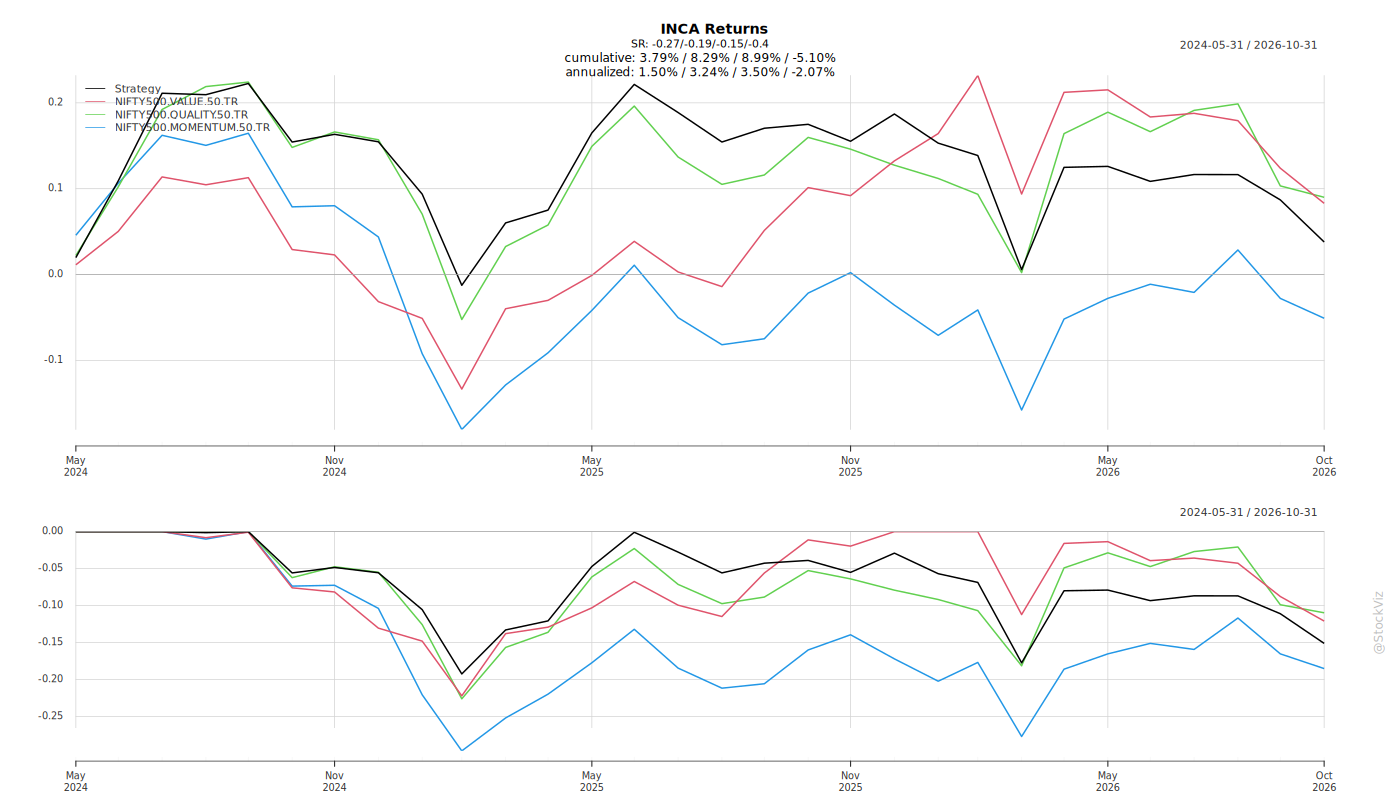 INCA Returns
SR: -0.27/-0.19/-0.15/-0.4
cumulative: 3.79% / 8.29% / 8.99% / -5.10%
annualized: 1.50% / 3.24% / 3.50% / -2.07%
2024-05-31 / 2026-10-31
Strategy
NIFTY500.VALUE.50.TR
NIFTY500.QUALITY.50.TR
NIFTY500.MOMENTUM.50.TR
0.2
0.1
0.0
-0.1
May Nov May Nov May Oct
2024 2024 2025 2025 2026 2026
2024-05-31 / 2026-10-31
0.00
-0.05
-0.10
-0.15
-0.20
-0.25
May Nov May Nov May Oct
2024 2024 2025 2025 2026 2026
@StockViz